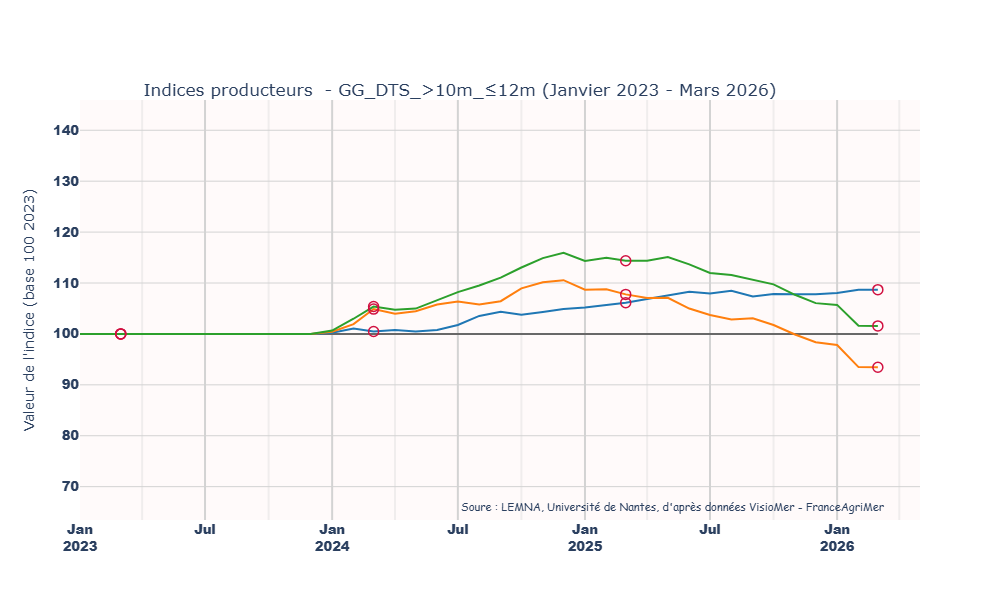 Indices producteurs - GG_DTS_>10m_≤12m (Janvier 2023 - Mars 2026)
Valeur de l'indice (base 100 2023)
140
130
120
110
100
90
80
70
Soure : LEMNA, Université de Nantes, d'après données VisioMer - FranceAgriMer
Jan Jul Jan Jul Jan Jul Jan
2023 2024 2025 2026